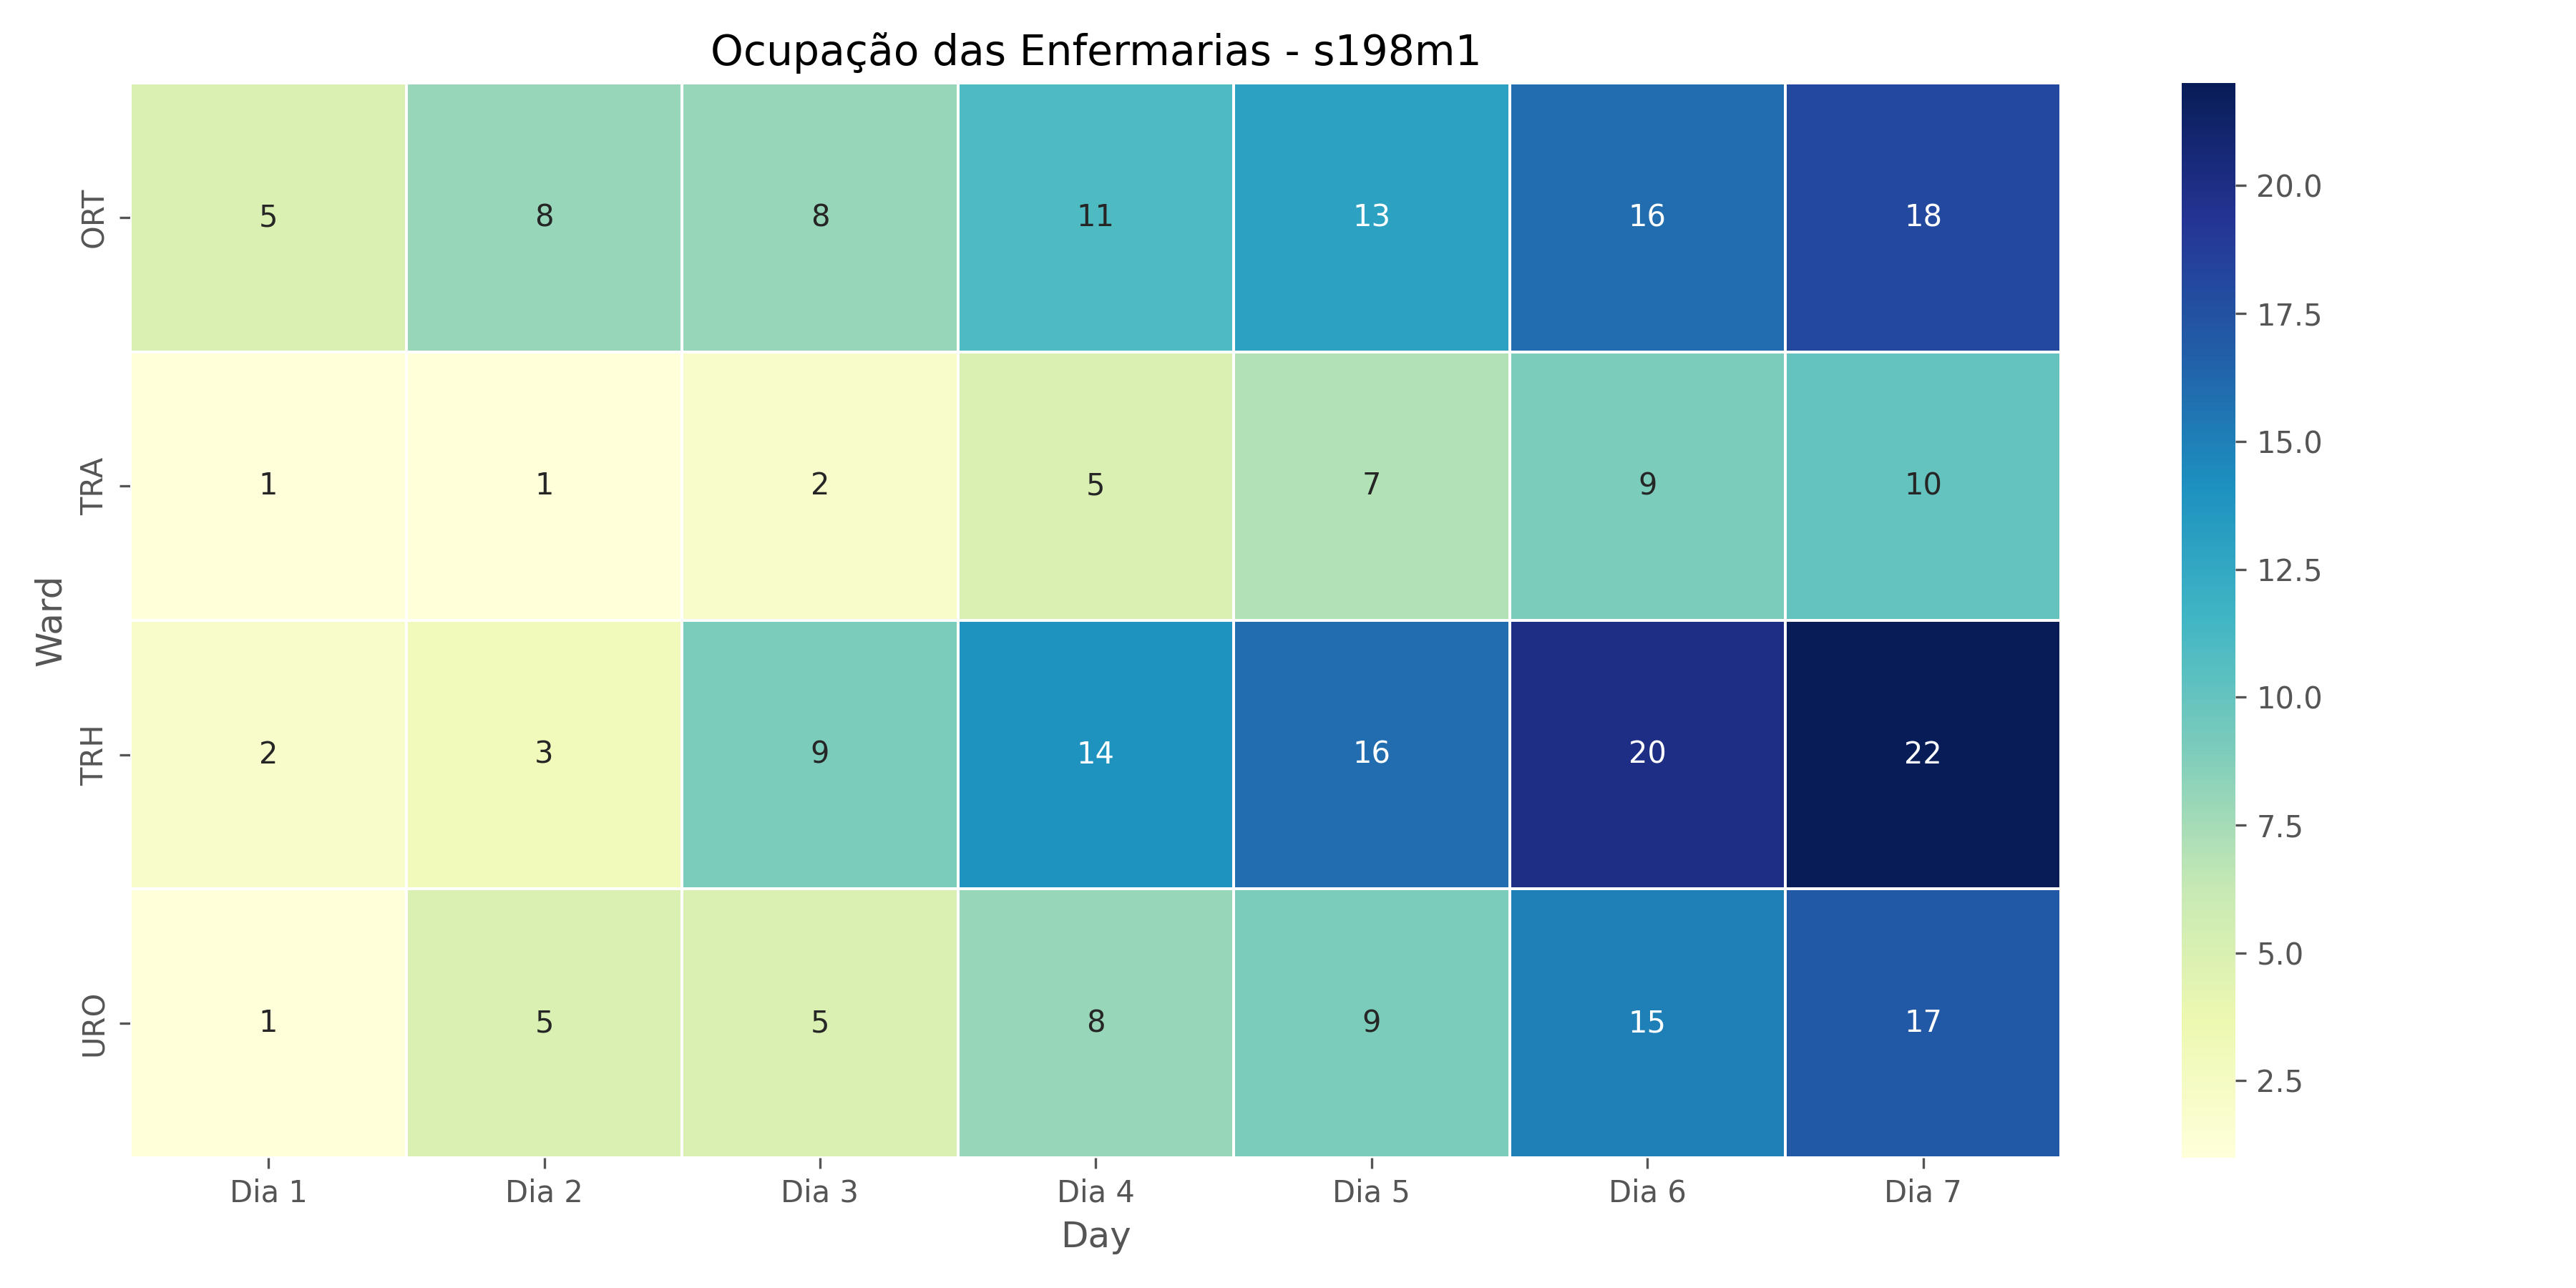 Ocupação das Enfermarias - s198m1
Ward
ORT 5 8 8 11 13 16 18
TRA 1 1 2 5 7 9 10
TRH 2 3 9 14 16 20 22
URO 1 5 5 8 9 15 17
Dia 1 Dia 2 Dia 3 Dia 4 Dia 5 Dia 6 Dia 7
Day
20.0
17.5
15.0
12.5
10.0
7.5
5.0
2.5